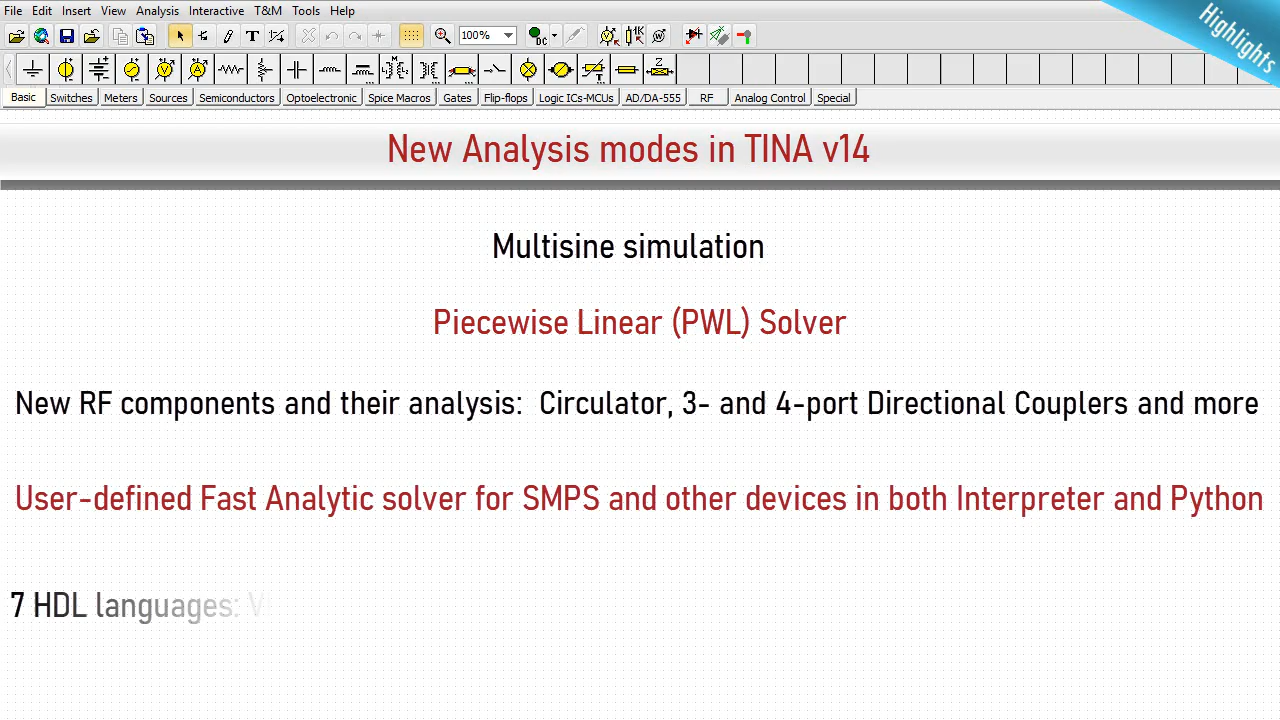 File Edit Insert View Analysis Interactive T&M Tools Help
Highlights
100%
DC
1K
Basic Switches Meters Sources Semiconductors Optoelectronic Spice Macros Gates Flip-flops Logic ICs-MCUs AD/DA-555 RF Analog Control Special
New Analysis modes in TINA v14
Multisine simulation
Piecewise Linear (PWL) Solver
New RF components and their analysis: Circulator, 3- and 4-port Directional Couplers and more
User-defined Fast Analytic solver for SMPS and other devices in both Interpreter and Python
7 HDL languages: V